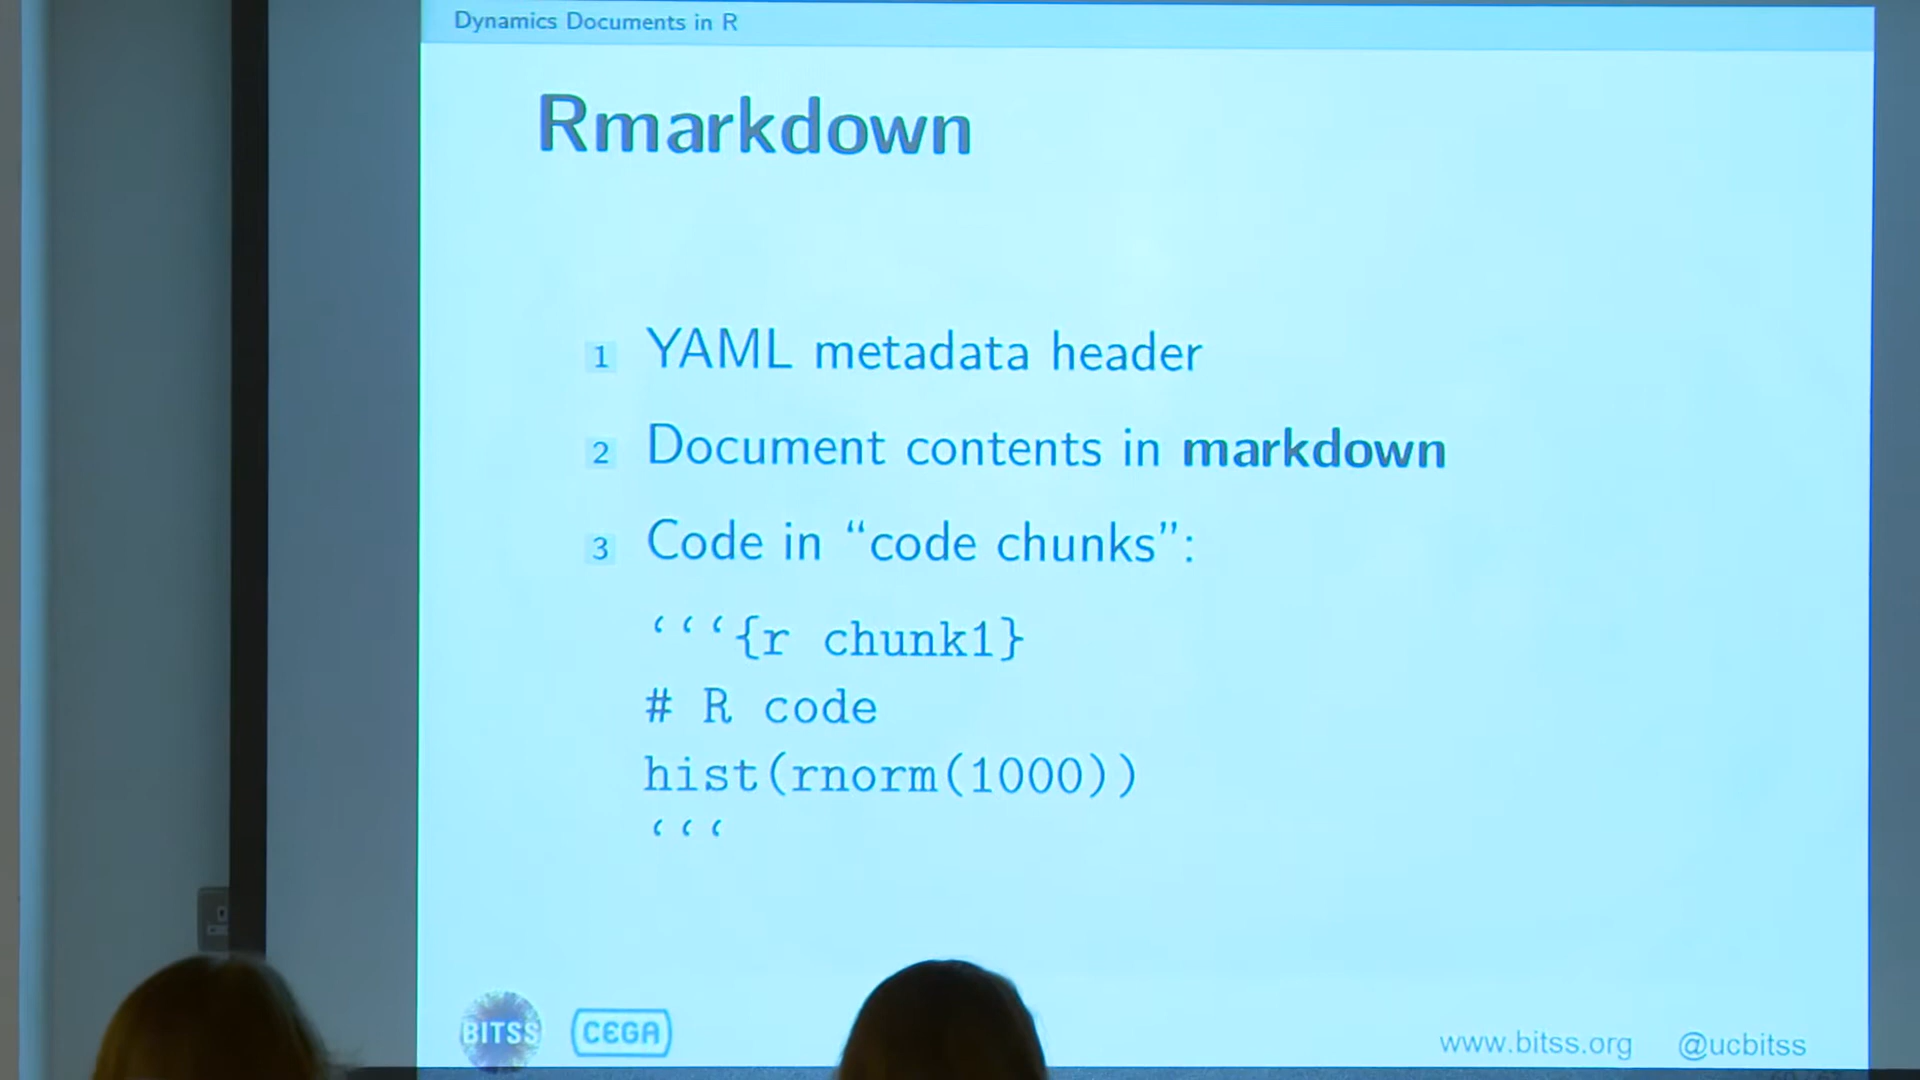 Dynamics Documents in R
Rmarkdown
1 YAML metadata header
2 Document contents in markdown
3 Code in “code chunks”:
‘‘‘{r chunk1}
# R code
hist(rnorm(1000))
‘‘‘
BITSS CEGA www.bitss.org @ucbitss